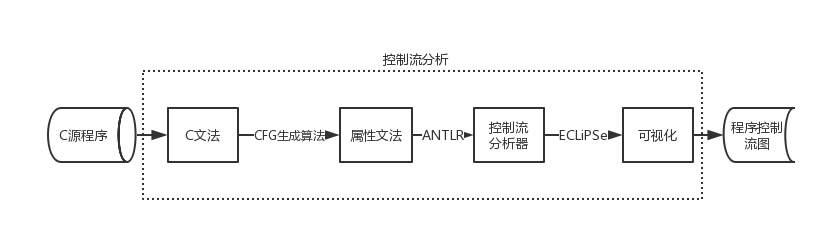 控制流分析
C源程序
C文法
CFG生成算法
属性文法
ANTLR
控制流
分析器
ECLiPSe
可视化
程序控制
流图